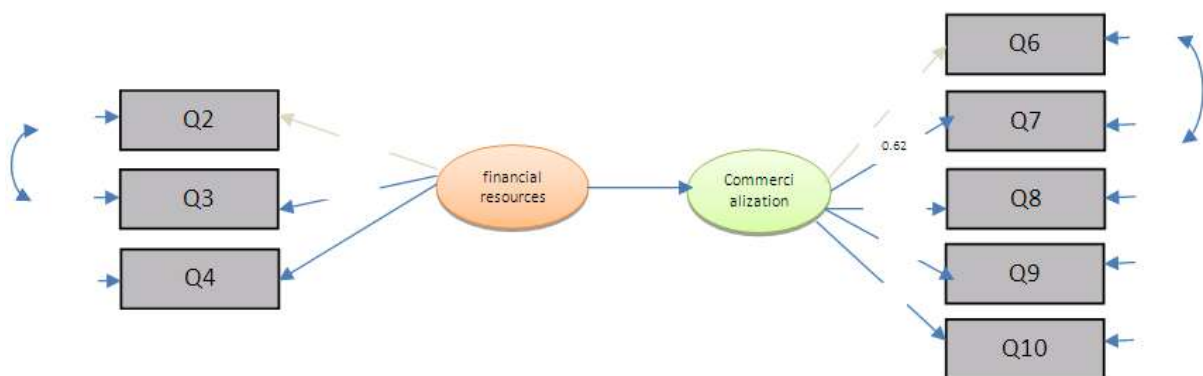 Q6
Q2
Q7
0.62
Q3
financial
resources
Commerci
alization
Q8
Q4
Q9
Q10